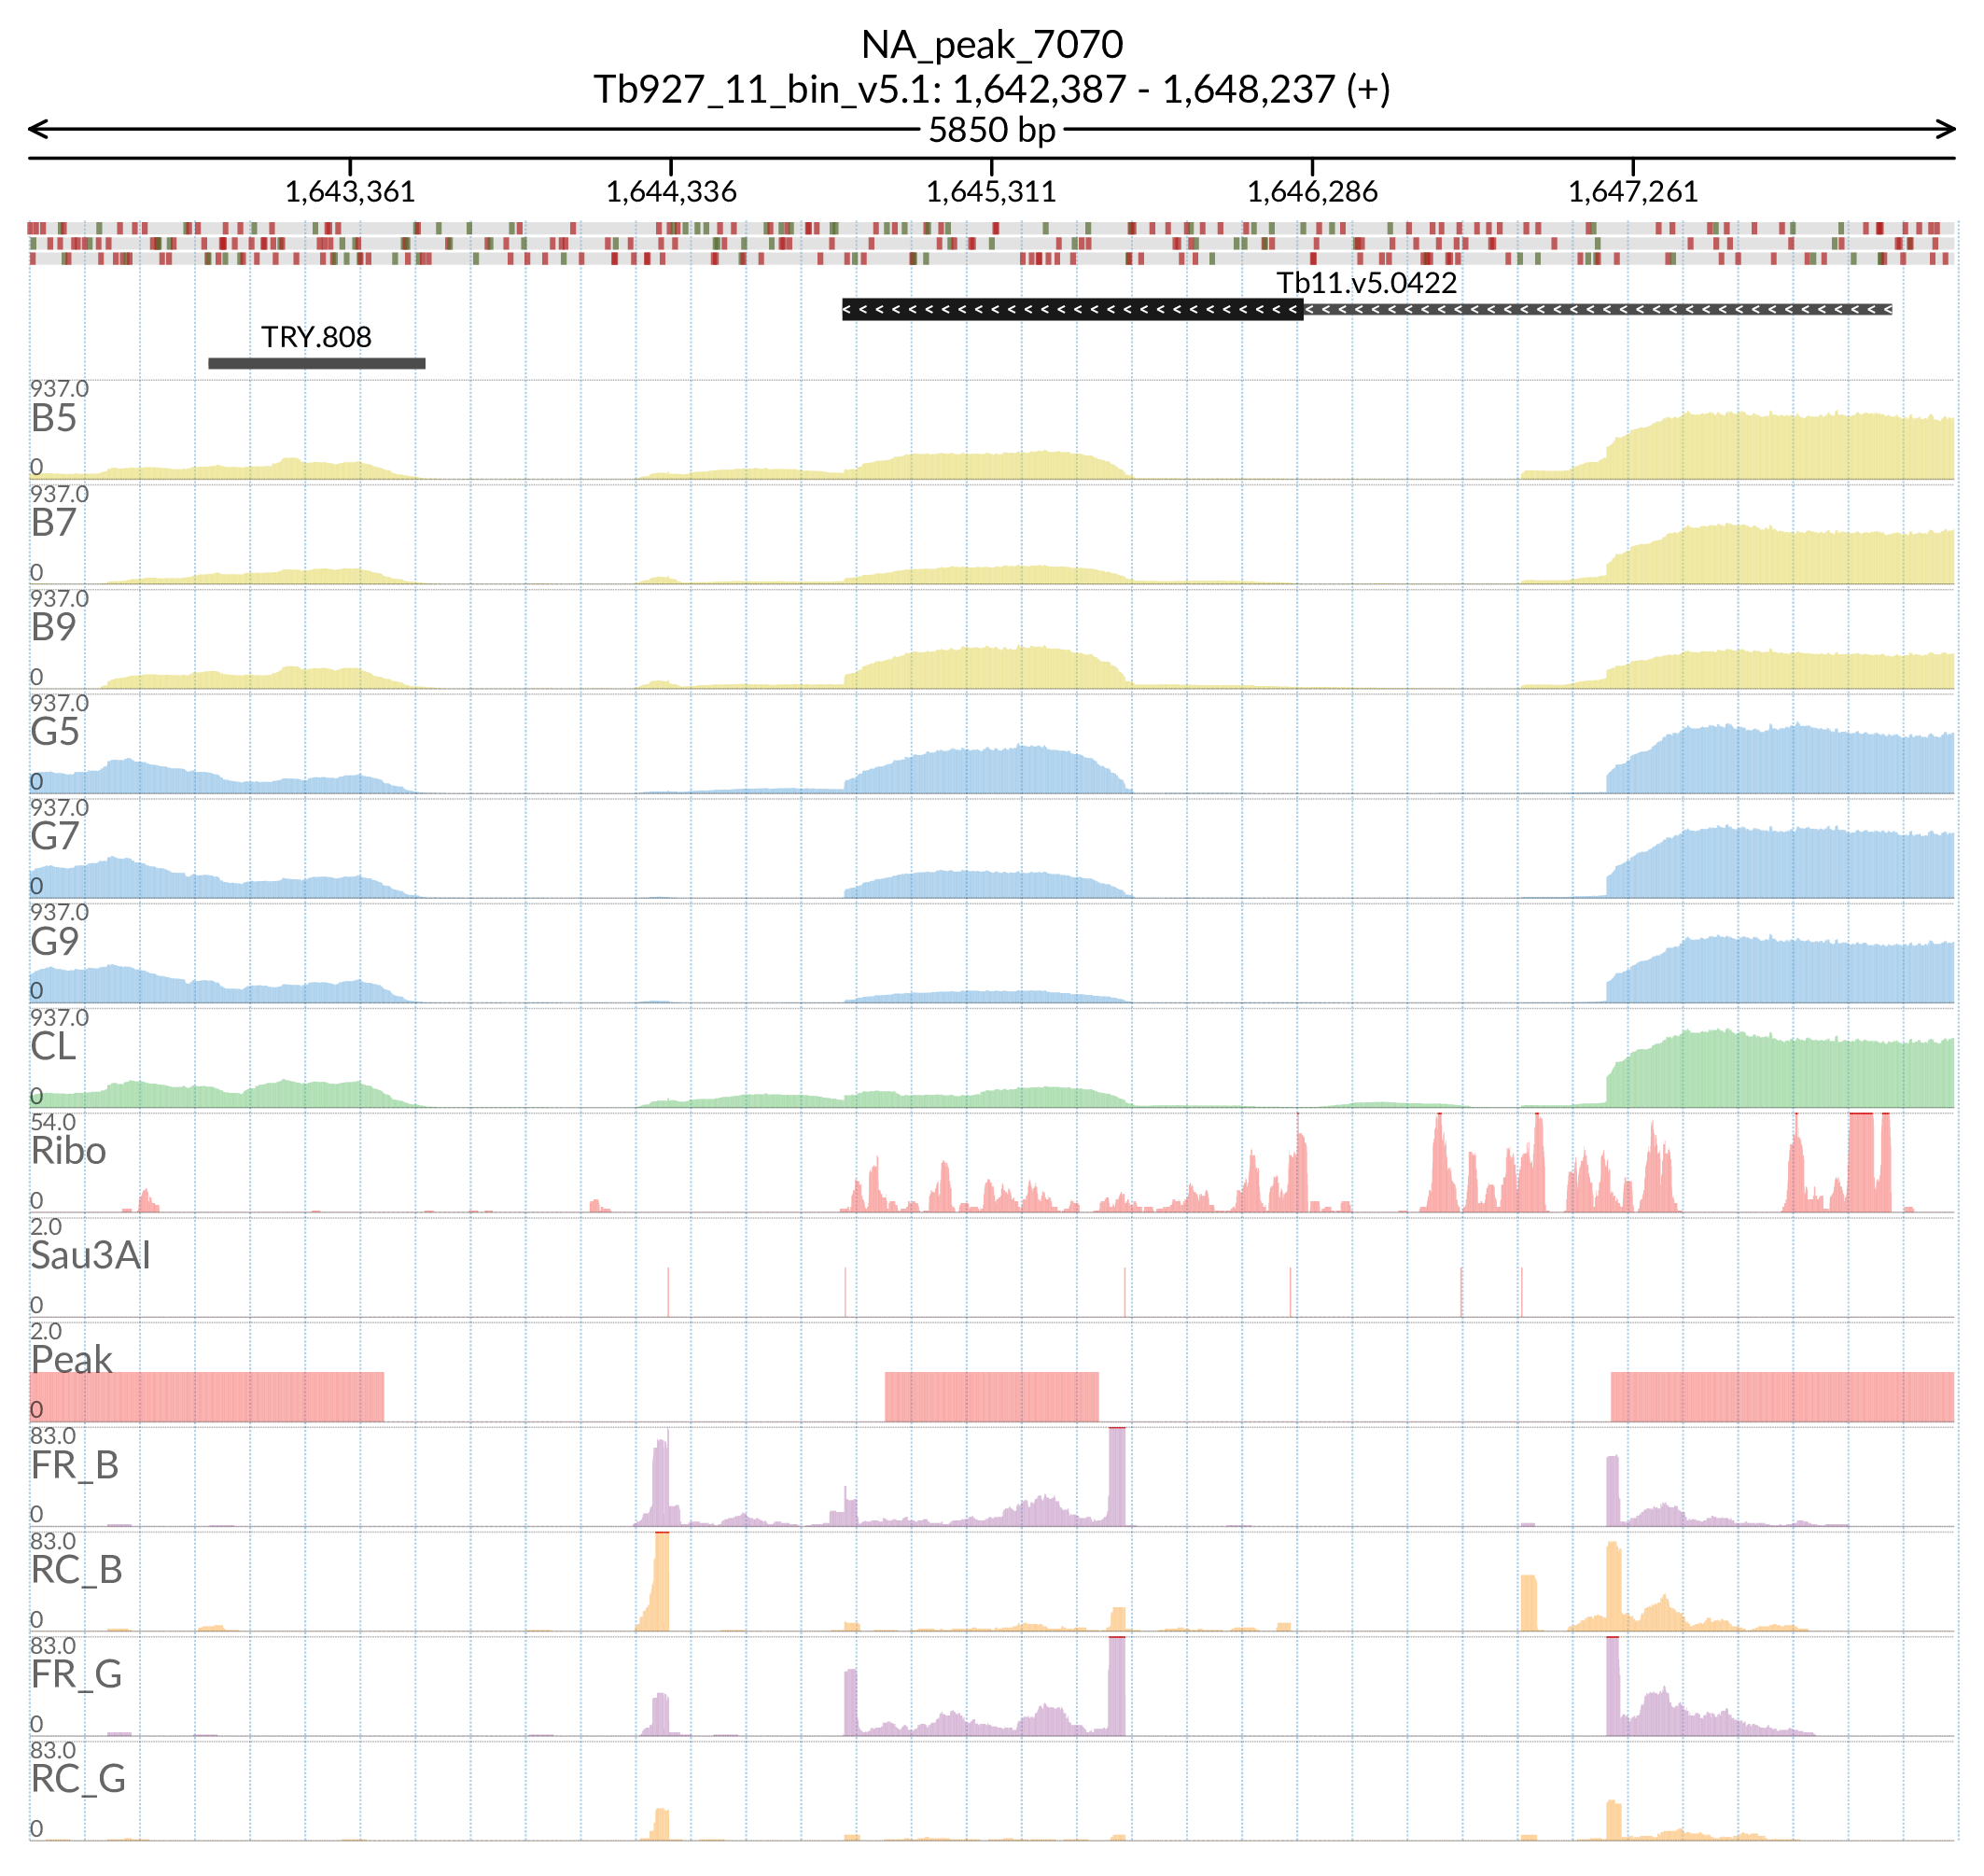 NA_peak_7070
Tb927_11_bin_v5.1: 1,642,387 - 1,648,237 (+)
5850 bp
1,643,361 1,644,336 1,645,311 1,646,286 1,647,261
Tb11.v5.0422
TRY.808
937.0
B5
0
937.0
B7
0
937.0
B9
0
937.0
G5
0
937.0
G7
0
937.0
G9
0
937.0
CL
0
54.0
Ribo
0
2.0
Sau3AI
0
2.0
Peak
0
83.0
FR_B
0
83.0
RC_B
0
83.0
FR_G
0
83.0
RC_G
0